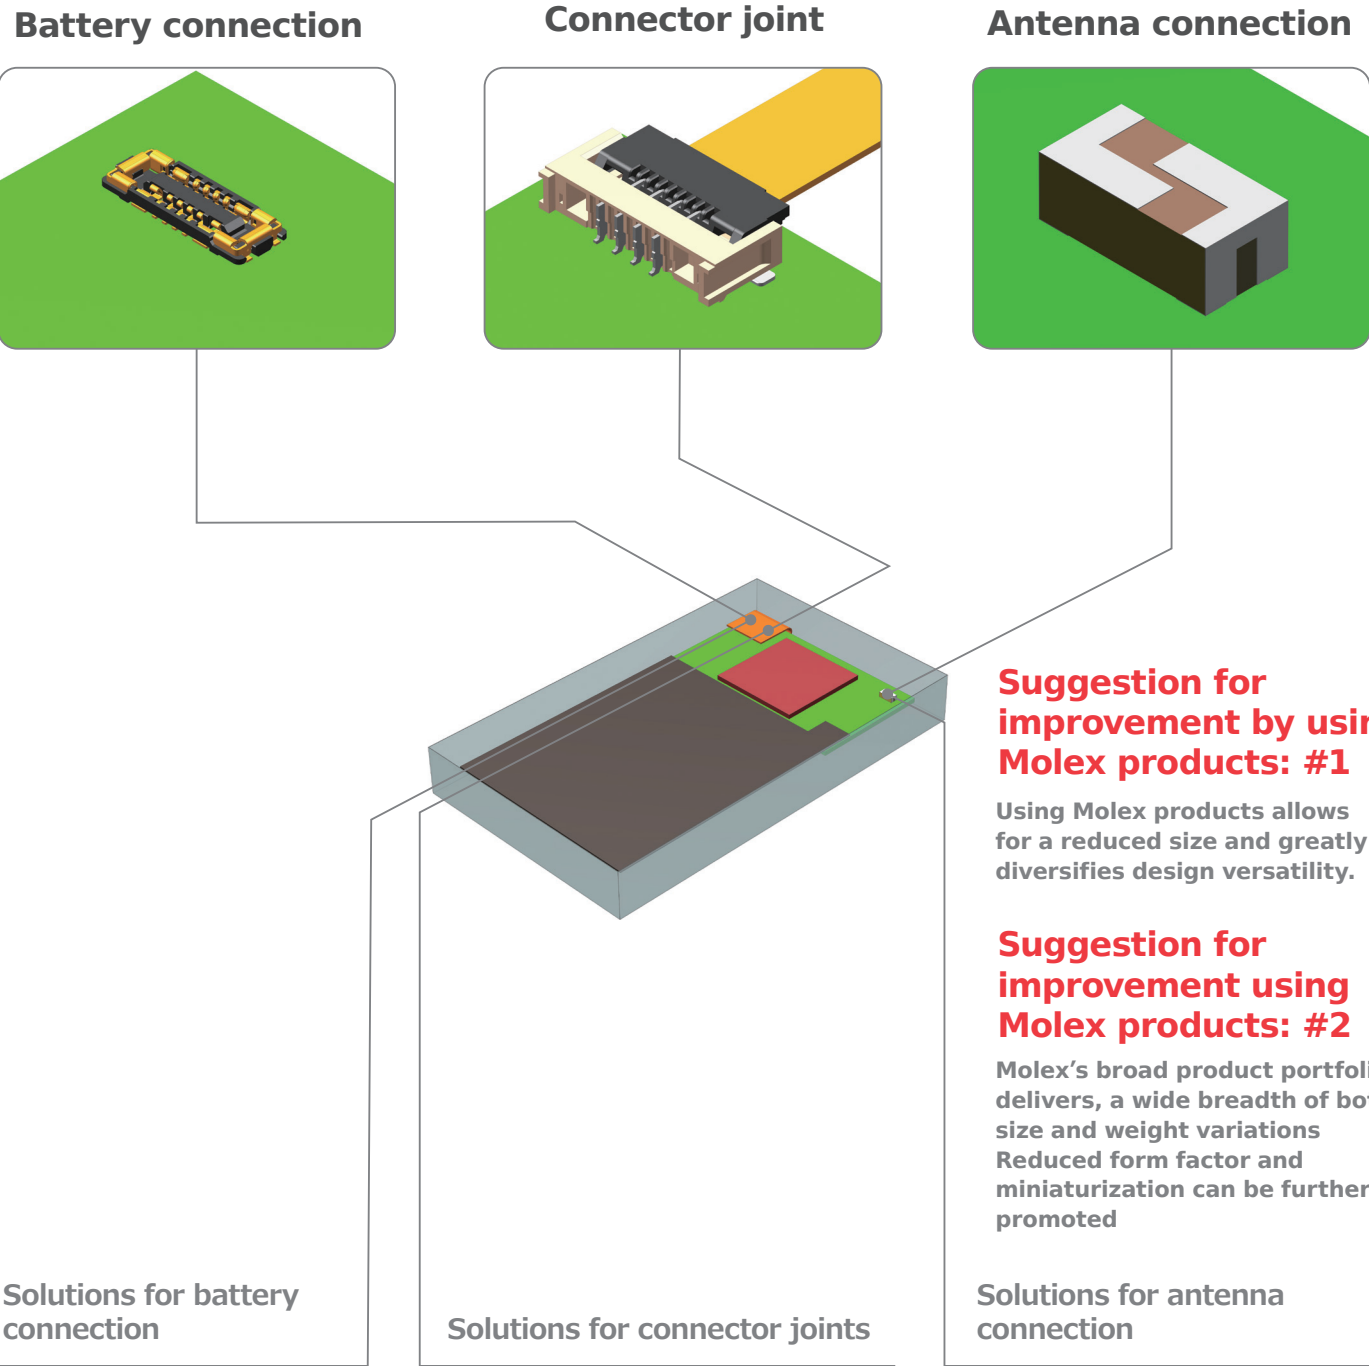 Battery connection
Connector joint
Antenna connection
Suggestion for
improvement by
Molex products: #1
Using Molex products allows
for a reduced size and greatly
diversifies design versatility.
Suggestion for
improvement using
Molex products: #2
Molex’s broad product
delivers, a wide breadth of
size and weight variations
Reduced form factor and
miniaturization can be further
promoted
Solutions for battery
connection
Solutions for connector joints
Solutions for antenna
connection